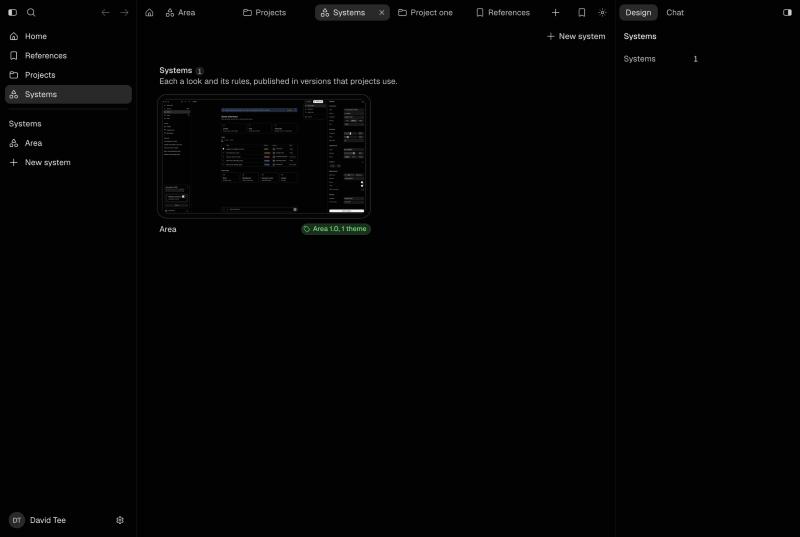 Area
Projects
Systems
Project one
References
Design
Chat
Home
References
Projects
Systems
Systems
Area
New system
New system
Systems 1
Each a look and its rules, published in versions that projects use.
Area
Area 1.0, 1 theme
Systems
Systems 1
DT
David Tee